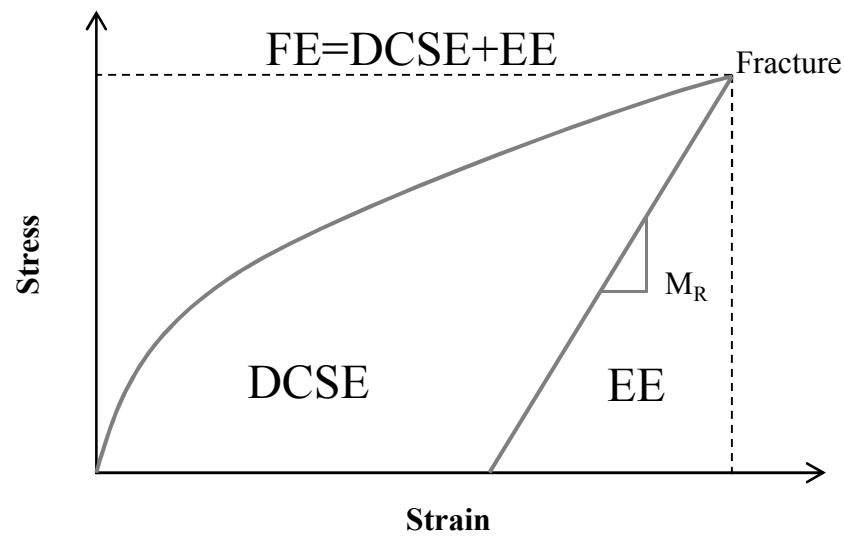 FE=DCSE+EE
Fracture
Stress
M_R
DCSE
EE
Strain